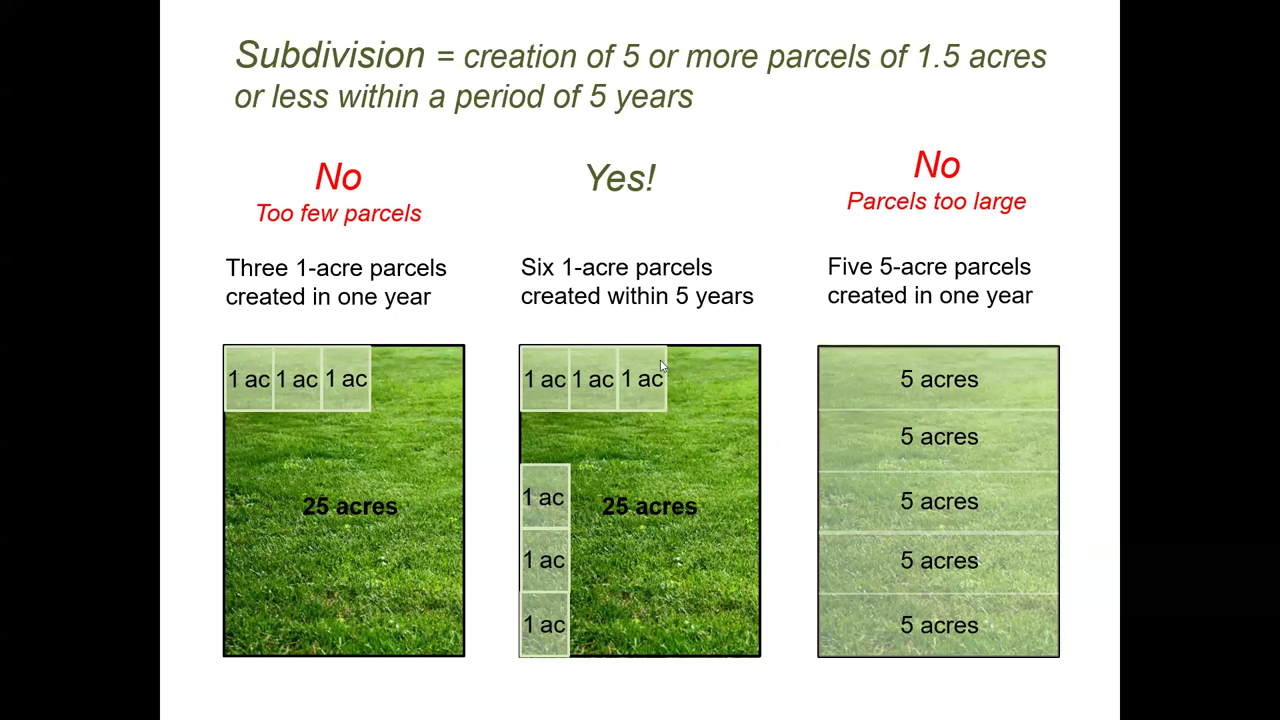 Subdivision = creation of 5 or more parcels of 1.5 acres
or less within a period of 5 years
No
Too few parcels
Three 1-acre parcels
created in one year
1 ac 1 ac 1 ac
25 acres
Yes!
Six 1-acre parcels
created within 5 years
1 ac 1 ac 1 ac
1 ac
25 acres
1 ac
1 ac
No
Parcels too large
Five 5-acre parcels
created in one year
5 acres
5 acres
5 acres
5 acres
5 acres